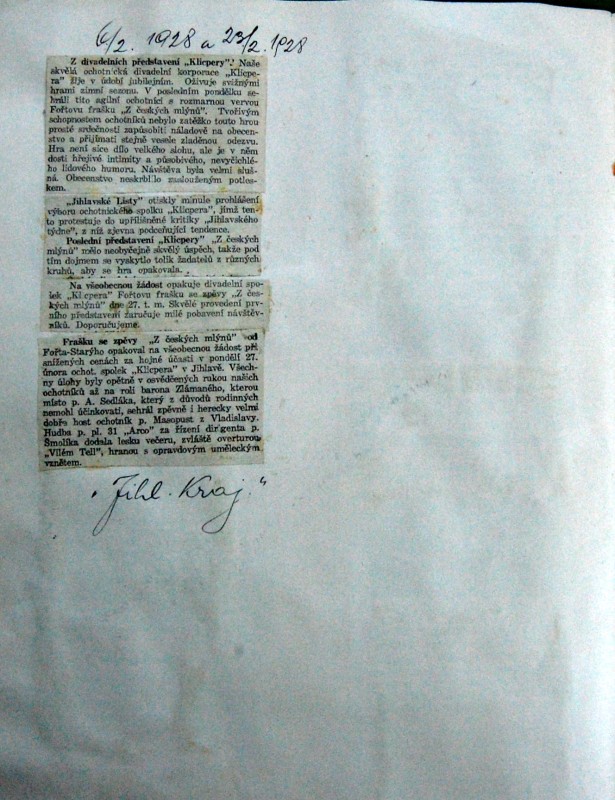 6/2. 1928 a 23/2. 1928
Z divadelních představení „Klicpery“. Naše
skvělá ochotnická divadelní korporace „Klicpe-
ra“ žije v údobí jubilejním. Oživuje svižnými
hrami zimní sezonu. V posledním pondělku se-
hráli tito agilní ochotníci s rozmarnou vervou
Fořtovu frašku „Z českých mlýnů“. Tvořivým
schopnostem ochotníků nebylo zatěžko touto hrou
prosté srdečnosti zapůsobiti náladově na obecen-
stvo a přijímati stejně vesele zladěnou odezvu.
Hra není sice dílo velkého slohu, ale je v něm
dosti hřejivé intimity a působivého, nevyčichlé-
ho lidového humoru. Návštěva byla velmi sluš-
ná. Obecenstvo neskrblilo zaslouženým potles-
kem.
„Jihlavské Listy“ otiskly minule prohlášení
výboru ochotnického spolku „Klicpera“, jímž ten-
to protestuje do upřílišněné kritiky „Jihlavského
týdne“, z níž zjevna podceňující tendence.
Poslední představení „Klicpery“ „Z českých
mlýnů“ mělo neobyčejně skvělý úspěch, takže pod
tím dojmem se vyskytlo tolik žadatelů z různých
kruhů, aby se hra opakovala.
Na všeobecnou žádost opakuje divadelní spo-
lek „Klicpera“ Fořtovu frašku se zpěvy „Z čes-
kých mlýnů“ dne 27. t. m. Skvělé provedení prv-
ního představení zaručuje milé pobavení návštěv-
níků. Doporučujeme.
Frašku se zpěvy „Z českých mlýnů“ od
Fořta-Starýho opakoval na všeobecnou žádost při
snížených cenách za hojné účasti v pondělí 27.
února ochot. spolek „Klicpera“ v Jihlavě. Všech-
ny úlohy byly opětně v osvědčených rukou našich
ochotníků až na roli barona Zlámaného, kterou
místo p. A. Sedláka, který z důvodů rodinných
nemohl účinkovati, sehrál zpěvně i herecky velmi
dobře host ochotník p. Masopust z Vladislavy.
Hudba p. pl. 31 „Arco“ za řízení dirigenta p.
Smolíka dodala lesku večeru, zvláště overturou
„Vilém Tell“, hranou s opravdovým uměleckým
vznětem.
„Jihl. Kraj.“